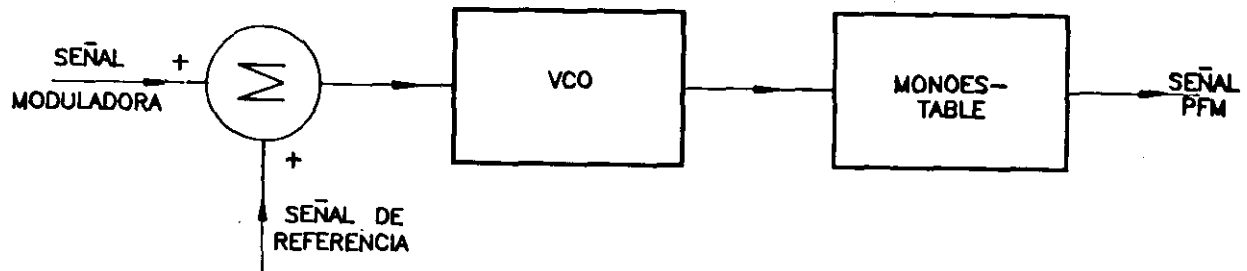 SEÑAL
MODULADORA
+
Σ
+
SEÑAL DE
REFERENCIA
VCO
MONOES-
TABLE
SEÑAL
PFM